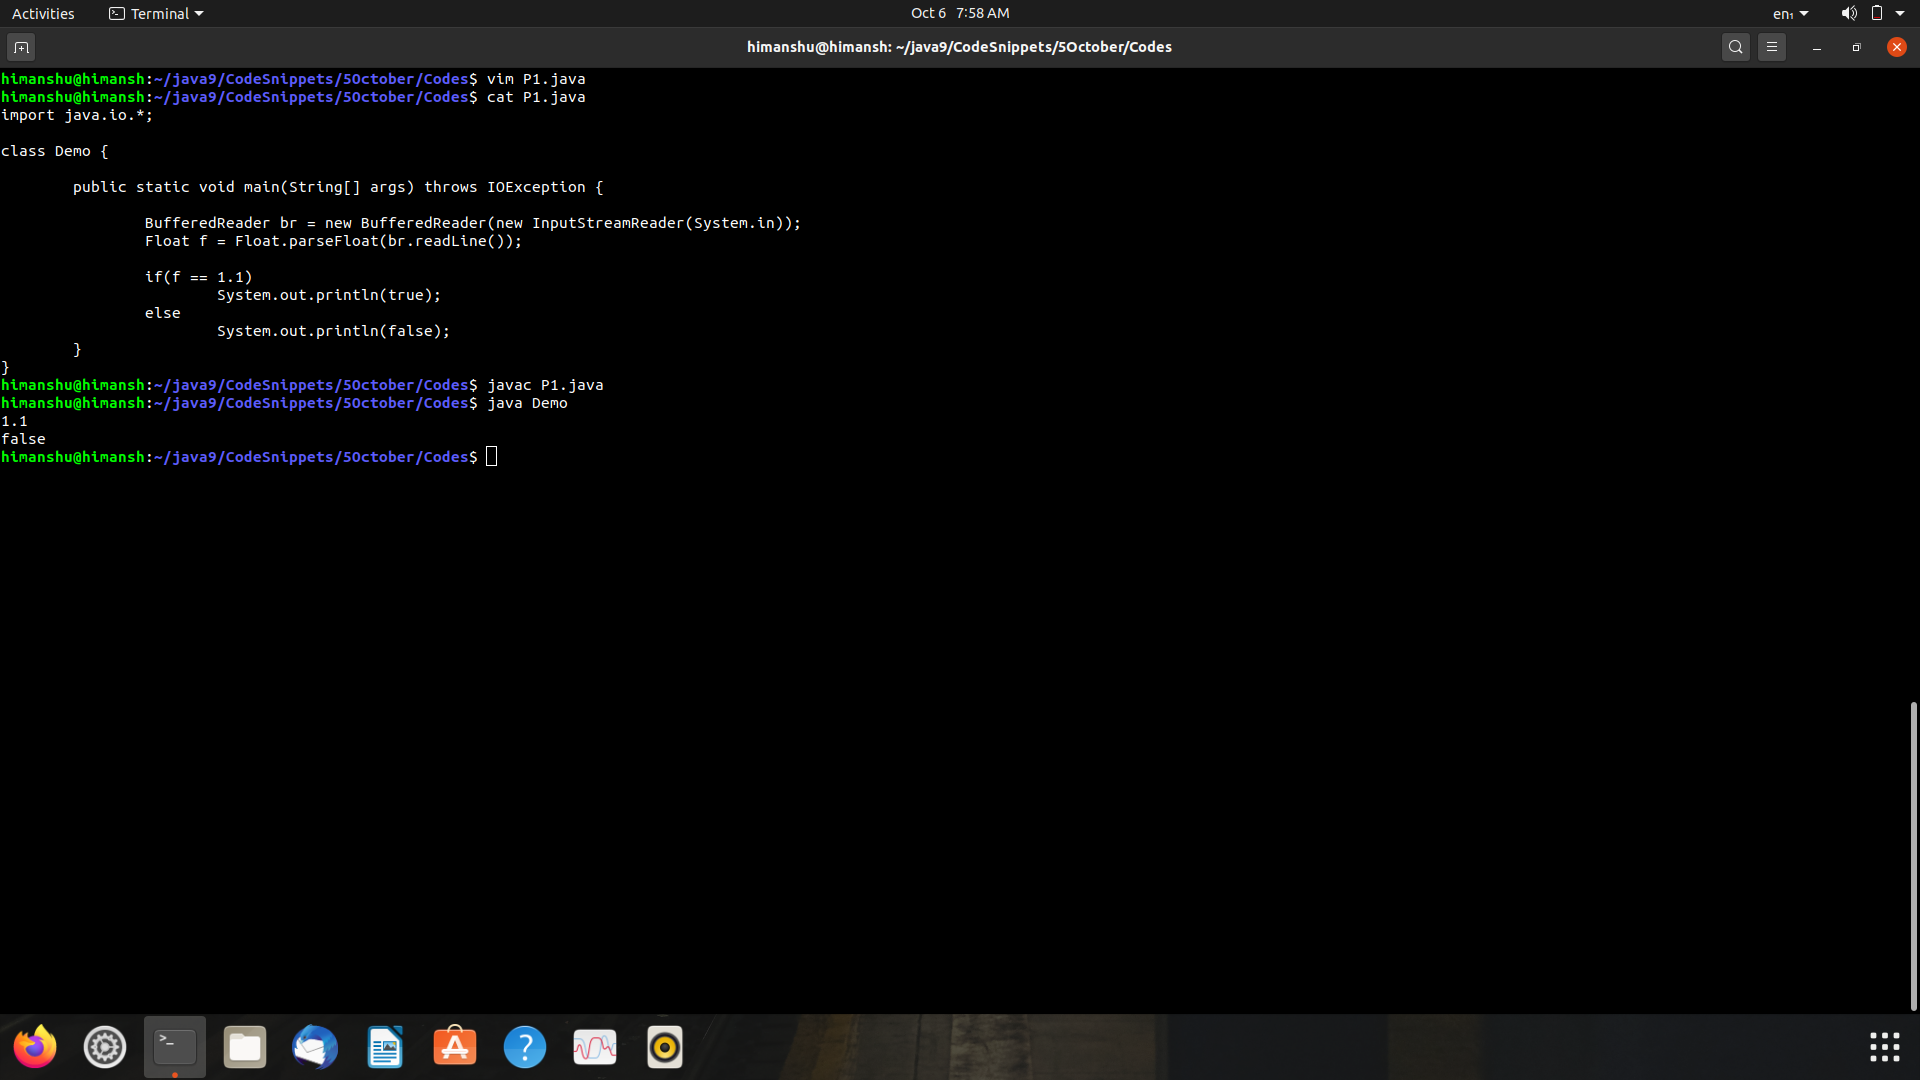 Activities
Terminal
Oct 6 7:58 AM
en₁
himanshu@himansh: ~/java9/CodeSnippets/5October/Codes
himanshu@himansh:~/java9/CodeSnippets/5October/Codes$ vim P1.java
himanshu@himansh:~/java9/CodeSnippets/5October/Codes$ cat P1.java
import java.io.*;
class Demo {
public static void main(String[] args) throws IOException {
BufferedReader br = new BufferedReader(new InputStreamReader(System.in));
Float f = Float.parseFloat(br.readLine());
if(f == 1.1)
System.out.println(true);
else
System.out.println(false);
}
}
himanshu@himansh:~/java9/CodeSnippets/5October/Codes$ javac P1.java
himanshu@himansh:~/java9/CodeSnippets/5October/Codes$ java Demo
1.1
false
himanshu@himansh:~/java9/CodeSnippets/5October/Codes$